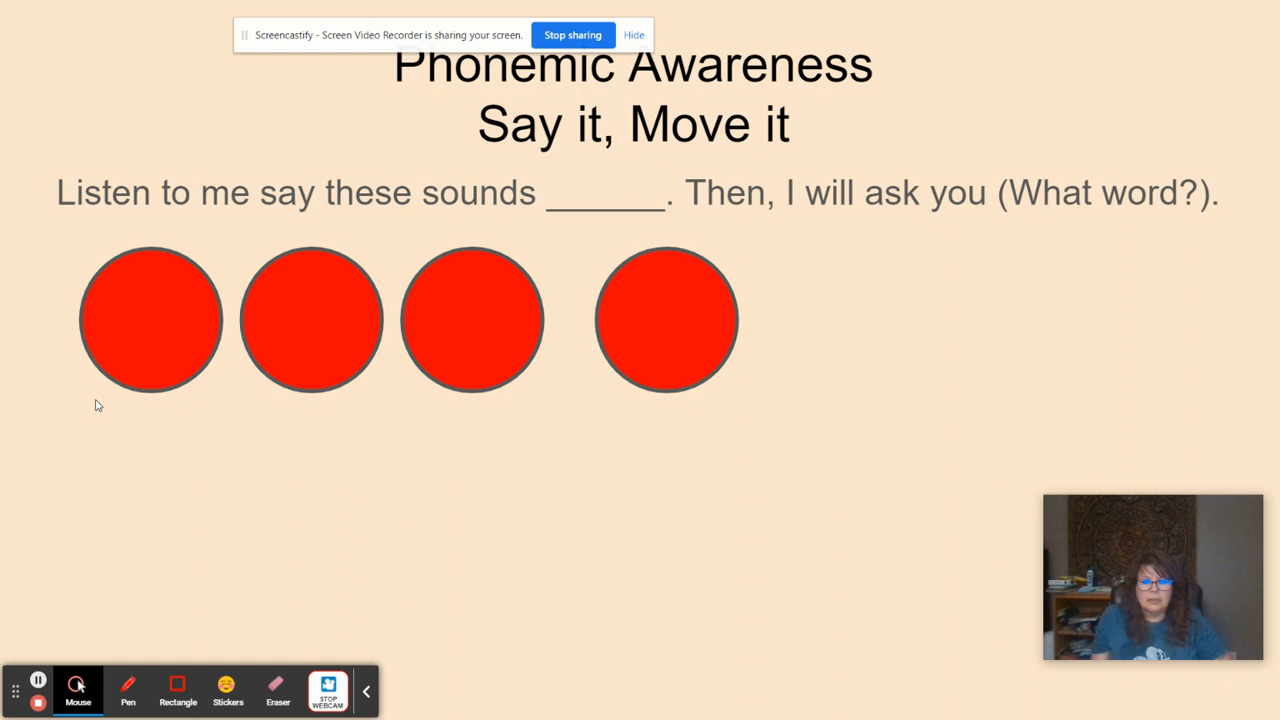 Screencastify - Screen Video Recorder is sharing your screen. Stop sharing Hide
Phonemic Awareness
Say it, Move it
Listen to me say these sounds ______. Then, I will ask you (What word?).
Mouse Pen Rectangle Stickers Eraser STOP
WEBCAM